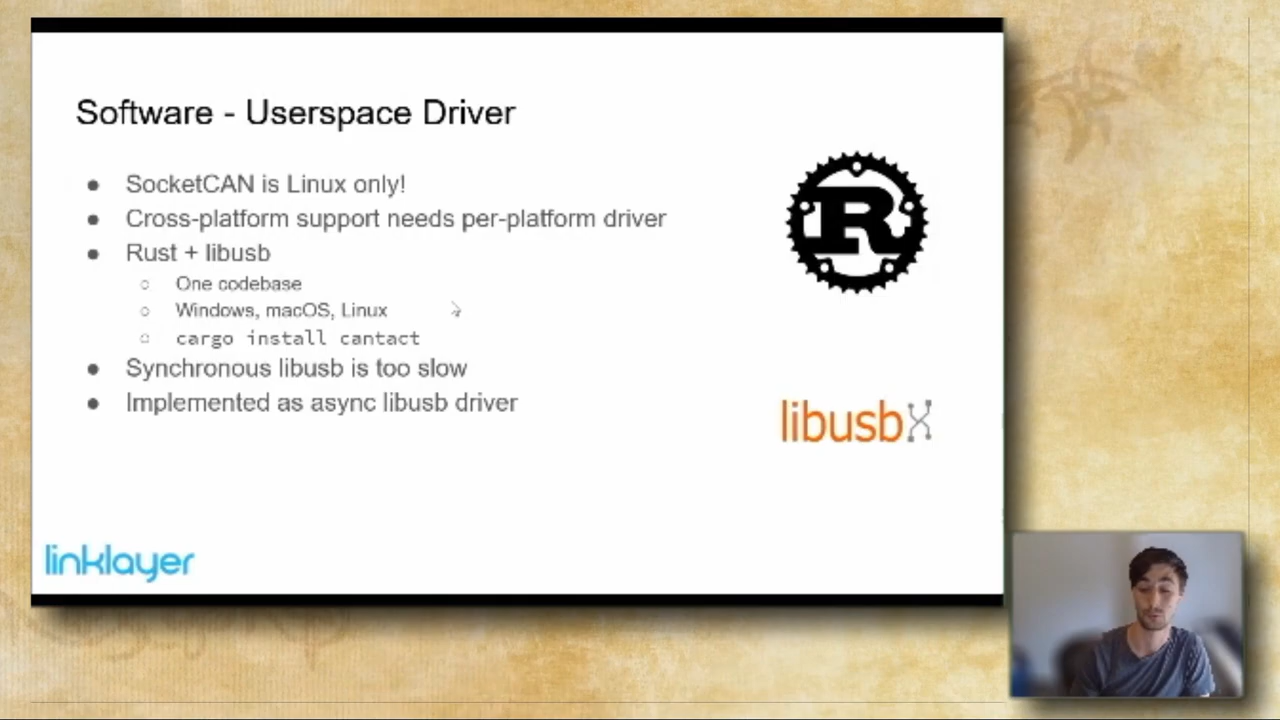 Software - Userspace Driver
SocketCAN is Linux only!
Cross-platform support needs per-platform driver
Rust + libusb
One codebase
Windows, macOS, Linux
cargo install cantact
Synchronous libusb is too slow
Implemented as async libusb driver
R
libusbX
linklayer